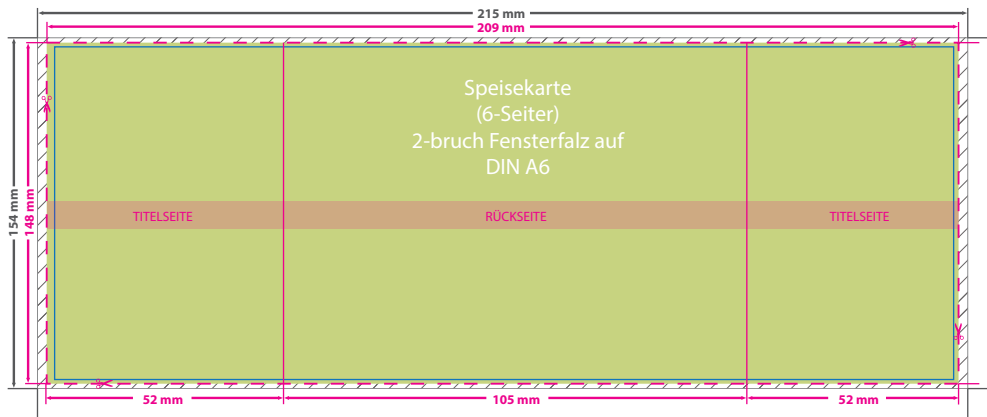 215 mm
209 mm
Speisekarte
(6-Seiter)
2-bruch Fensterfalz auf
DIN A6
154 mm
148 mm
TITELSEITE
RÜCKSEITE
TITELSEITE
52 mm
105 mm
52 mm